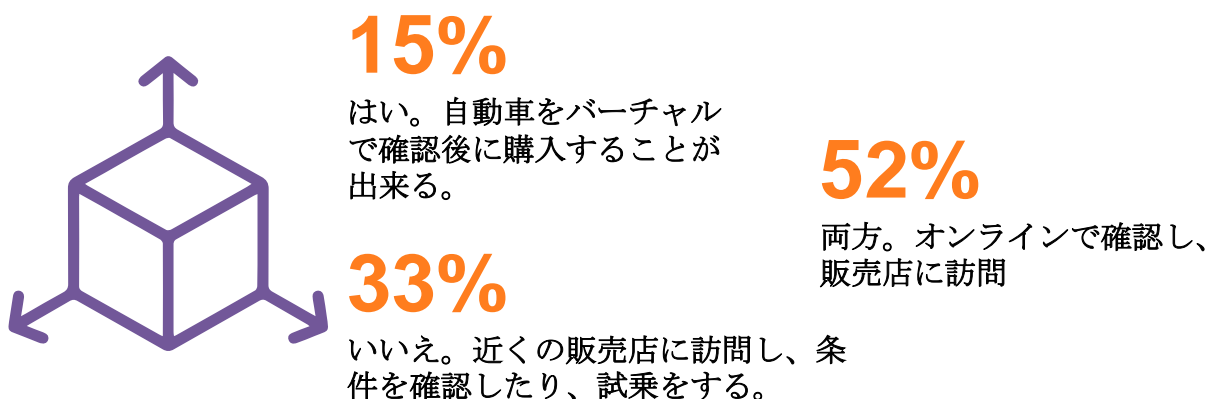 15%
はい。自動車をバーチャル
で確認後に購入することが
出来る。
33%
いいえ。近くの販売店に訪問し、条
件を確認したり、試乗をする。
52%
両方。オンラインで確認し、
販売店に訪問